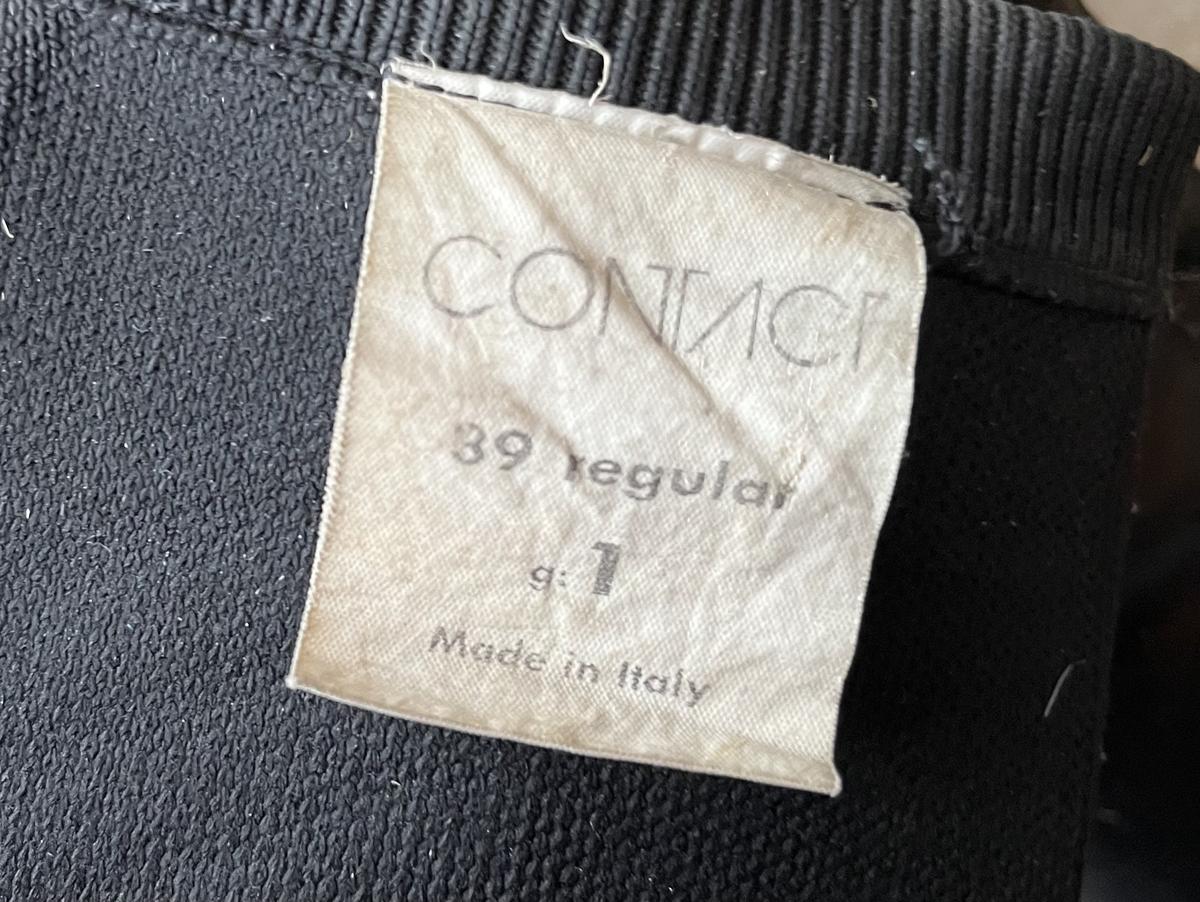 CONTACT
39 regular
g: 1
Made in Italy